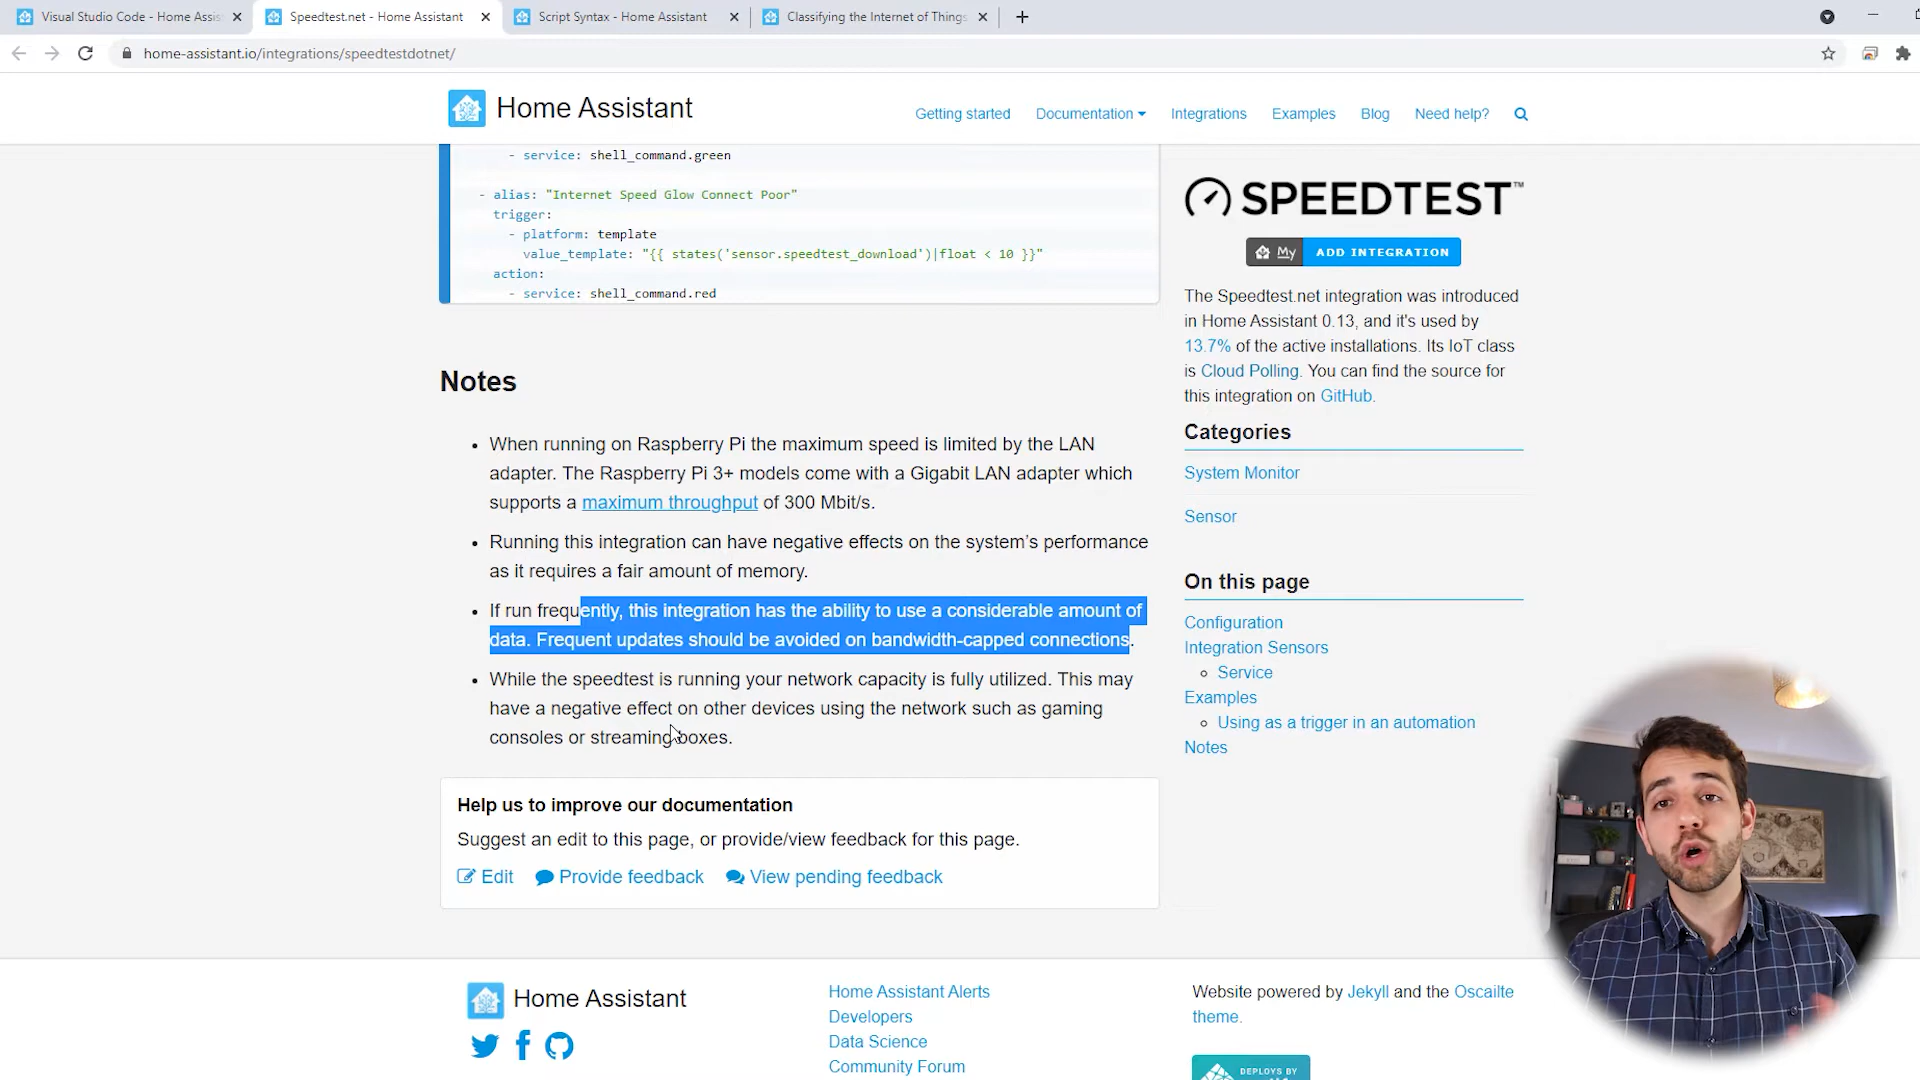 Visual Studio Code - Home Assis
Speedtest.net - Home Assistant
Script Syntax - Home Assistant
Classifying the Internet of Things
home-assistant.io/integrations/speedtestdotnet/
Home Assistant
Getting started
Documentation
Integrations
Examples
Blog
Need help?
- service: shell_command.green
- alias: "Internet Speed Glow Connect Poor"
trigger:
- platform: template
value_template: "{{ states('sensor.speedtest_download')|float < 10 }}"
action:
- service: shell_command.red
Notes
• When running on Raspberry Pi the maximum speed is limited by the LAN
adapter. The Raspberry Pi 3+ models come with a Gigabit LAN adapter which
supports a maximum throughput of 300 Mbit/s.
• Running this integration can have negative effects on the system's performance
as it requires a fair amount of memory.
• If run frequently, this integration has the ability to use a considerable amount of
data. Frequent updates should be avoided on bandwidth-capped connections.
• While the speedtest is running your network capacity is fully utilized. This may
have a negative effect on other devices using the network such as gaming
consoles or streaming boxes.
Help us to improve our documentation
Suggest an edit to this page, or provide/view feedback for this page.
Edit
Provide feedback
View pending feedback
SPEEDTEST™
My ADD INTEGRATION
The Speedtest.net integration was introduced
in Home Assistant 0.13, and it's used by
13.7% of the active installations. Its IoT class
is Cloud Polling. You can find the source for
this integration on GitHub.
Categories
System Monitor
Sensor
On this page
Configuration
Integration Sensors
Service
Examples
Using as a trigger in an automation
Notes
Home Assistant
Home Assistant Alerts
Developers
Data Science
Community Forum
Website powered by Jekyll and the Oscailte
theme.
DEPLOYS BY